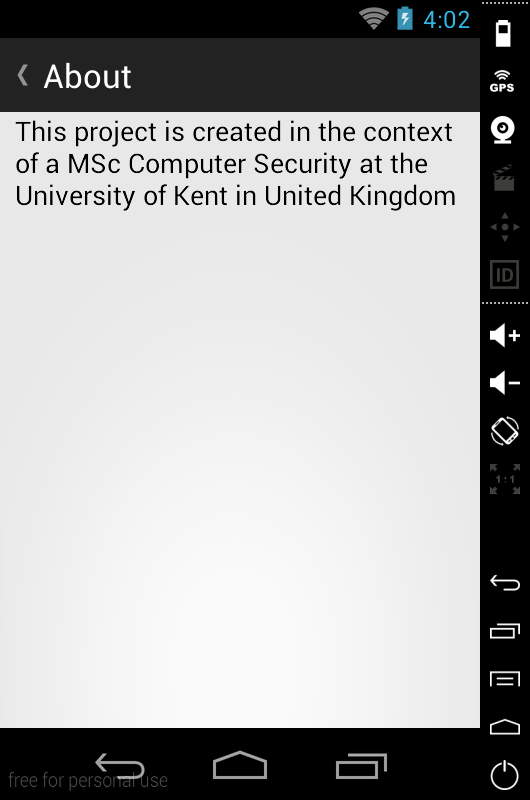 4:02
About
GPS
This project is created in the context
of a MSc Computer Security at the
University of Kent in United Kingdom
ID
1:1
free for personal use